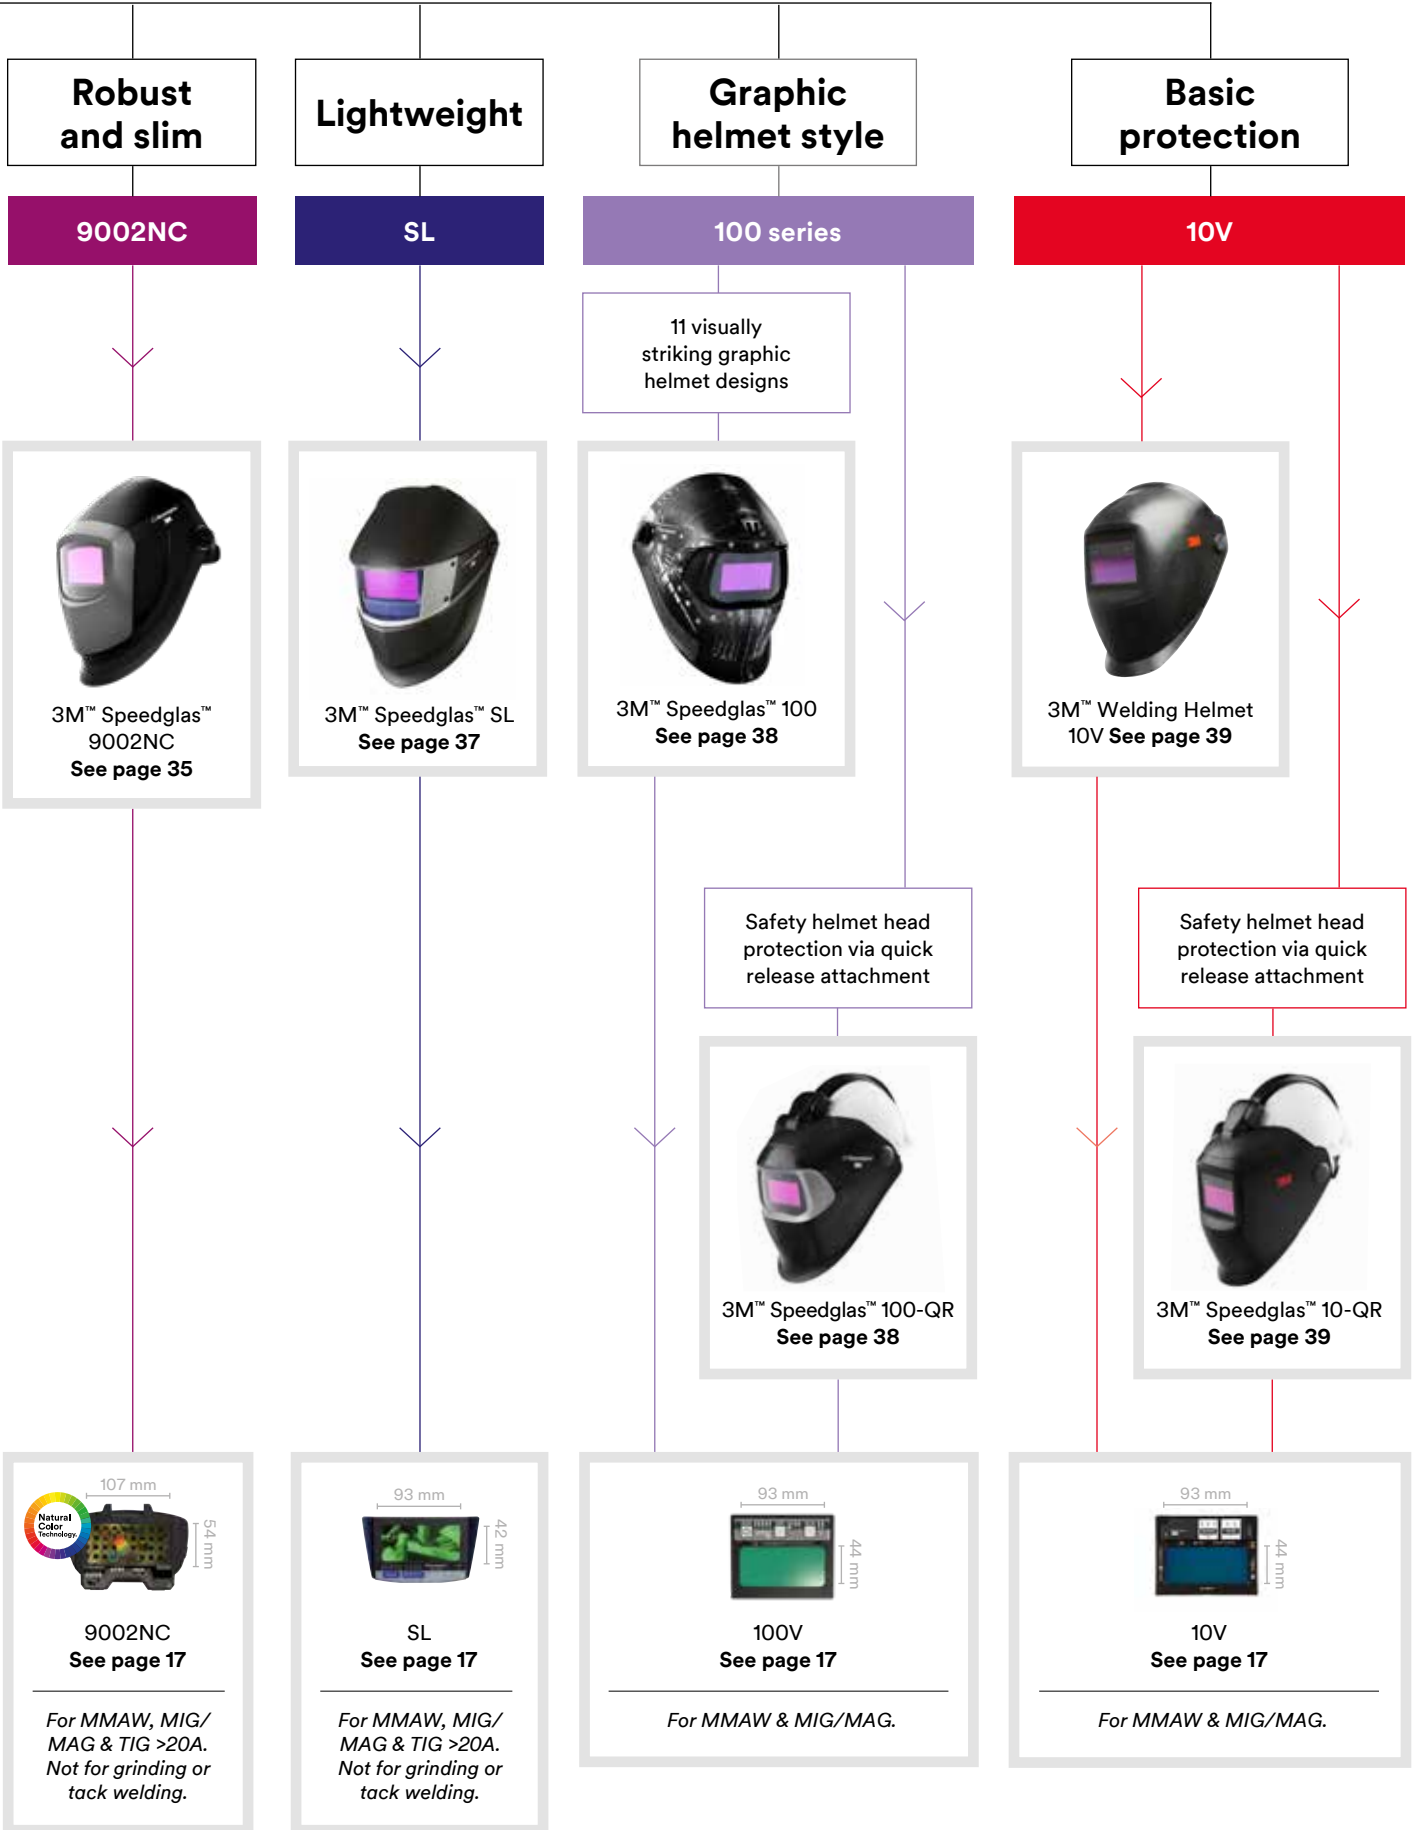 Robust
and slim
Lightweight
Graphic
helmet style
Basic
protection
9002NC
SL
100 series
10V
11 visually
striking graphic
helmet designs
3M™ Speedglas™
9002NC
See page 35
3M™ Speedglas™ SL
See page 37
3M™ Speedglas™ 100
See page 38
3M™ Welding Helmet
10V See page 39
Safety helmet head
protection via quick
release attachment
Safety helmet head
protection via quick
release attachment
3M™ Speedglas™ 100-QR
See page 38
3M™ Speedglas™ 10-QR
See page 39
107 mm
54 mm
Natural
Color
Technology.
9002NC
See page 17
For MMAW, MIG/
MAG & TIG >20A.
Not for grinding or
tack welding.
93 mm
42 mm
SL
See page 17
For MMAW, MIG/
MAG & TIG >20A.
Not for grinding or
tack welding.
93 mm
44 mm
100V
See page 17
For MMAW & MIG/MAG.
93 mm
44 mm
10V
See page 17
For MMAW & MIG/MAG.